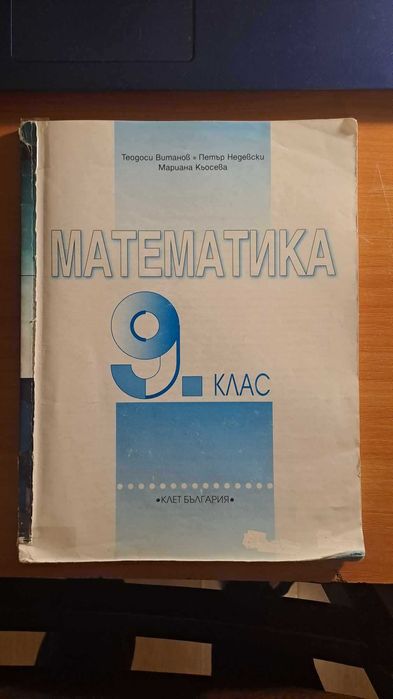 Теодоси Витанов • Петър Недевски
Мариана Кьосева
МАТЕМАТИКА
9. КЛАС
•КЛЕТ БЪЛГАРИЯ•